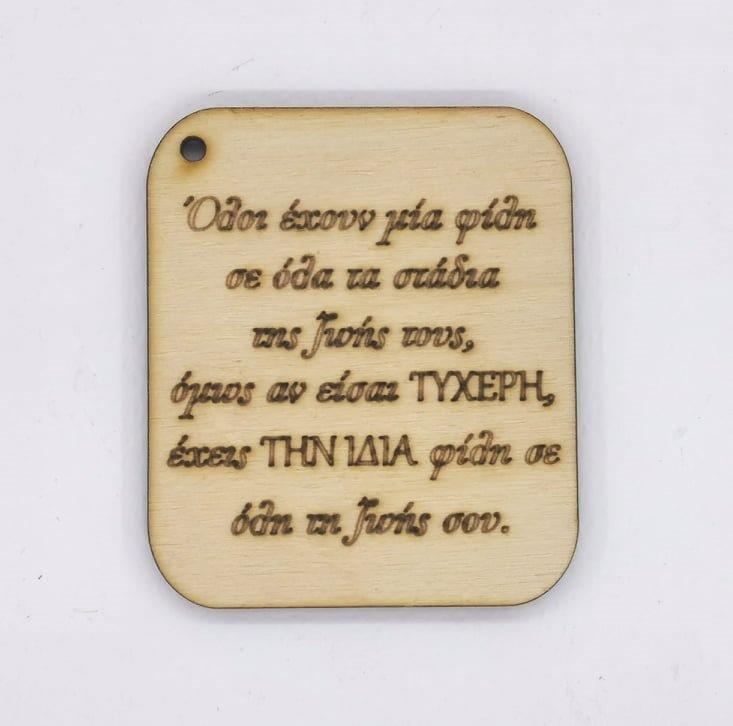 Όλοι έχουν μία φίλη
σε όλα τα στάδια
της ζωής τους,
όμως αν είσαι ΤΥΧΕΡΗ,
έχεις ΤΗΝ ΙΔΙΑ φίλη σε
όλη τη ζωής σου.